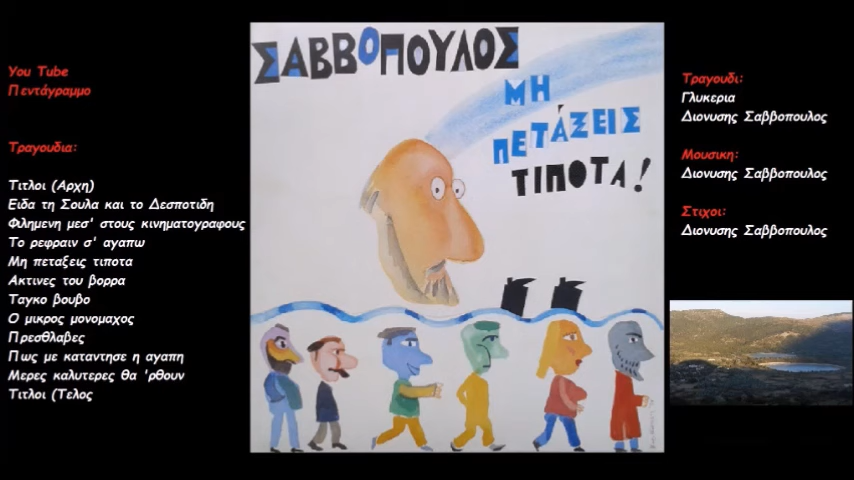 You Tube
Πεντάγραμμο
Τραγουδια:
Τιτλοι (Αρχη)
Ειδα τη Σουλα και το Δεσποτιδη
Φιλημενη μεσ' στους κινηματογραφους
Το ρεφραιν σ' αγαπω
Μη πεταξεις τιποτα
Ακτινες του βορρα
Ταγκο βουβο
Ο μικρος μονομαχος
Πρεσθλαβες
Πως με καταντησε η αγαπη
Μερες καλυτερες θα 'ρθουν
Τιτλοι (Τελος
ΣΑΒΒΟΠΟΥΛΟΣ
ΜΗ
ΠΕΤΆΞΕΙΣ
ΤΙΠΟΤΑ!
Τραγουδι:
Γλυκερια
Διονυσης Σαββοπουλος
Μουσικη:
Διονυσης Σαββοπουλος
Στιχοι:
Διονυσης Σαββοπουλος